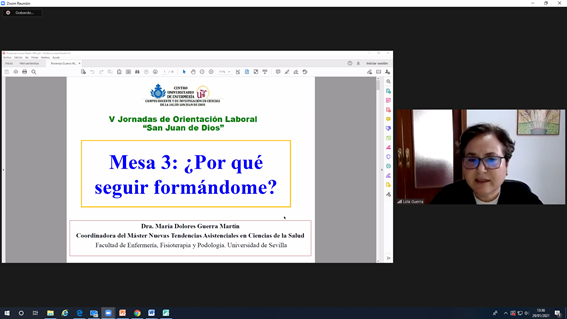 Zoom Reunión
Grabando...
CENTRO
UNIVERSITARIO
DE ENFERMERÍA
CENTRO DOCENTE Y DE INVESTIGACIÓN EN CIENCIAS
DE LA SALUD SAN JUAN DE DIOS
V Jornadas de Orientación Laboral
“San Juan de Dios”
Mesa 3: ¿Por qué
seguir formándome?
Dra. María Dolores Guerra Martín
Coordinadora del Máster Nuevas Tendencias Asistenciales en Ciencias de la Salud
Facultad de Enfermería, Fisioterapia y Podología. Universidad de Sevilla
Lola Guerra